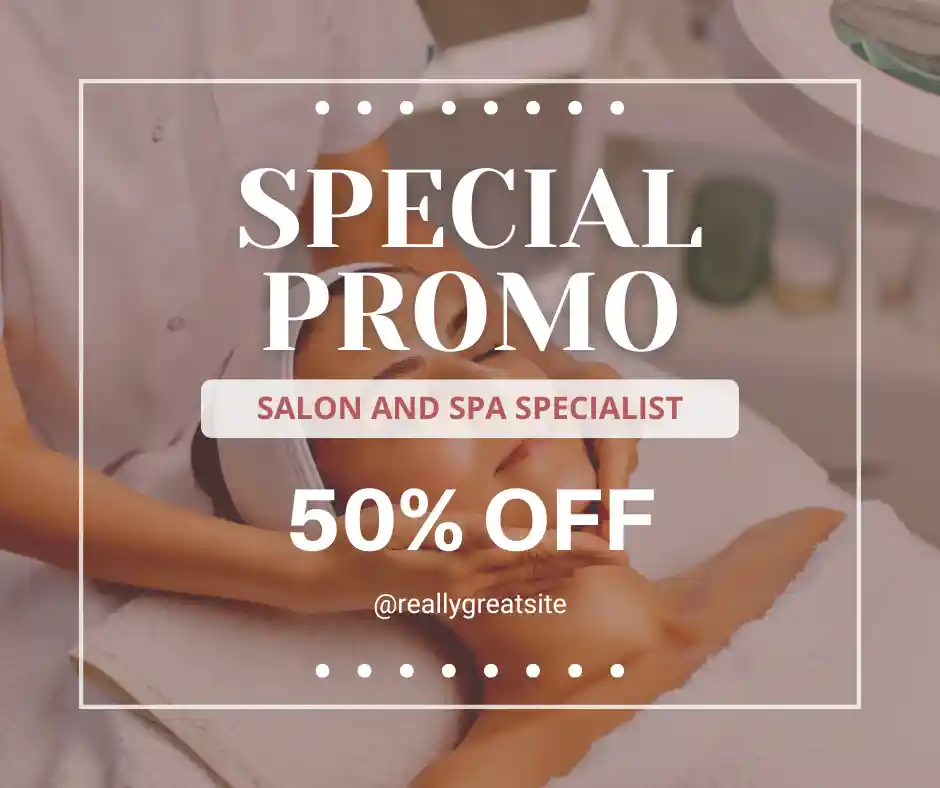 SPECIAL
PROMO
SALON AND SPA SPECIALIST
50% OFF
@reallygreatsite